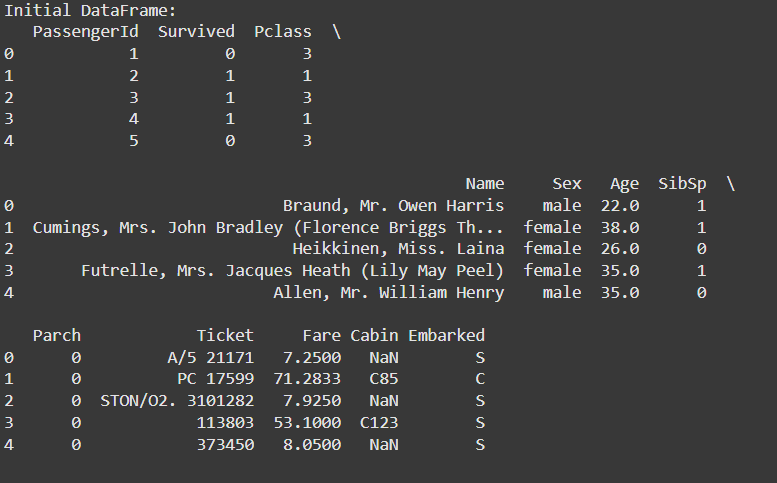 Initial DataFrame:
   PassengerId  Survived  Pclass  \
0            1         0       3
1            2         1       1
2            3         1       3
3            4         1       1
4            5         0       3

                                                Name     Sex   Age  SibSp  \
0                            Braund, Mr. Owen Harris    male  22.0      1
1  Cumings, Mrs. John Bradley (Florence Briggs Th...  female  38.0      1
2                             Heikkinen, Miss. Laina  female  26.0      0
3       Futrelle, Mrs. Jacques Heath (Lily May Peel)  female  35.0      1
4                           Allen, Mr. William Henry    male  35.0      0

   Parch            Ticket     Fare Cabin Embarked
0      0         A/5 21171   7.2500   NaN        S
1      0          PC 17599  71.2833   C85        C
2      0  STON/O2. 3101282   7.9250   NaN        S
3      0            113803  53.1000  C123        S
4      0            373450   8.0500   NaN        S